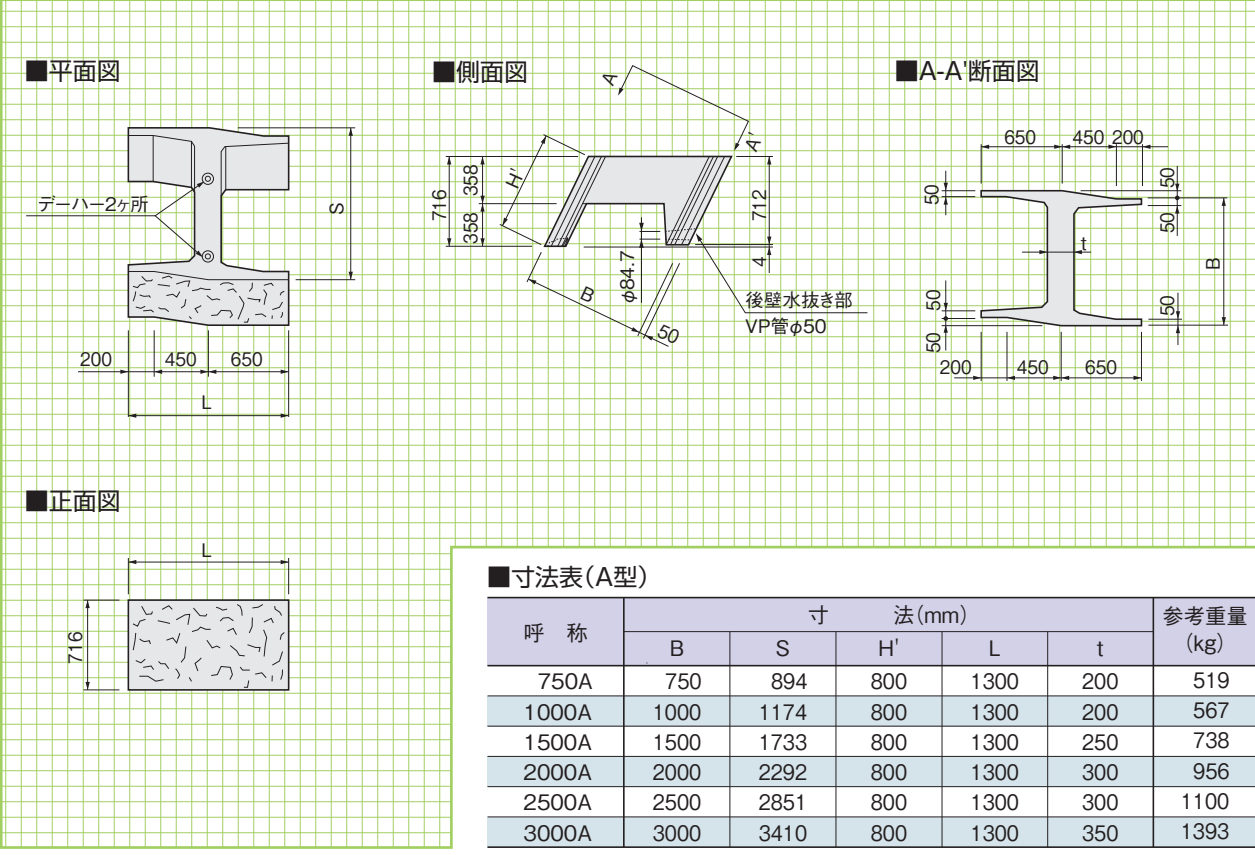 ■平面図
デーハー2ヶ所
S
200 450 650
L
■側面図
A
A'
H'
716
358
358
712
4
B
φ84.7
50
後壁水抜き部
VP管φ50
■A-A'断面図
650 450 200
50
50
50
t
B
50
50
50
200 450 650
■正面図
L
716
■寸法表(A型)
呼 称 寸 法(mm) 参考重量(kg)
B S H' L t
750A 750 894 800 1300 200 519
1000A 1000 1174 800 1300 200 567
1500A 1500 1733 800 1300 250 738
2000A 2000 2292 800 1300 300 956
2500A 2500 2851 800 1300 300 1100
3000A 3000 3410 800 1300 350 1393